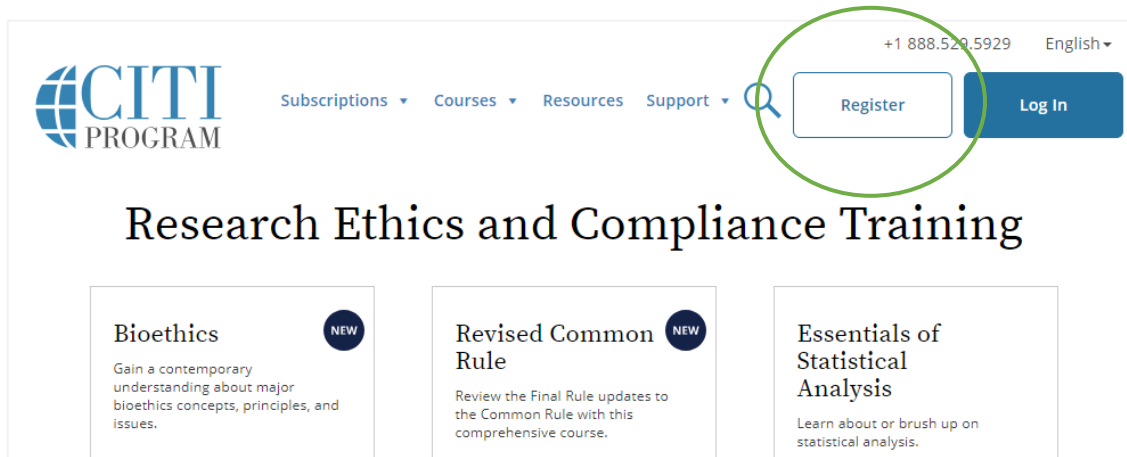 +1 888.529.5929 English
CITI
PROGRAM
Subscriptions Courses Resources Support Register Log In
Research Ethics and Compliance Training
Bioethics
NEW
Gain a contemporary
understanding about major
bioethics concepts, principles, and
issues.
Revised Common
Rule
NEW
Review the Final Rule updates to
the Common Rule with this
comprehensive course.
Essentials of
Statistical
Analysis
Learn about or brush up on
statistical analysis.